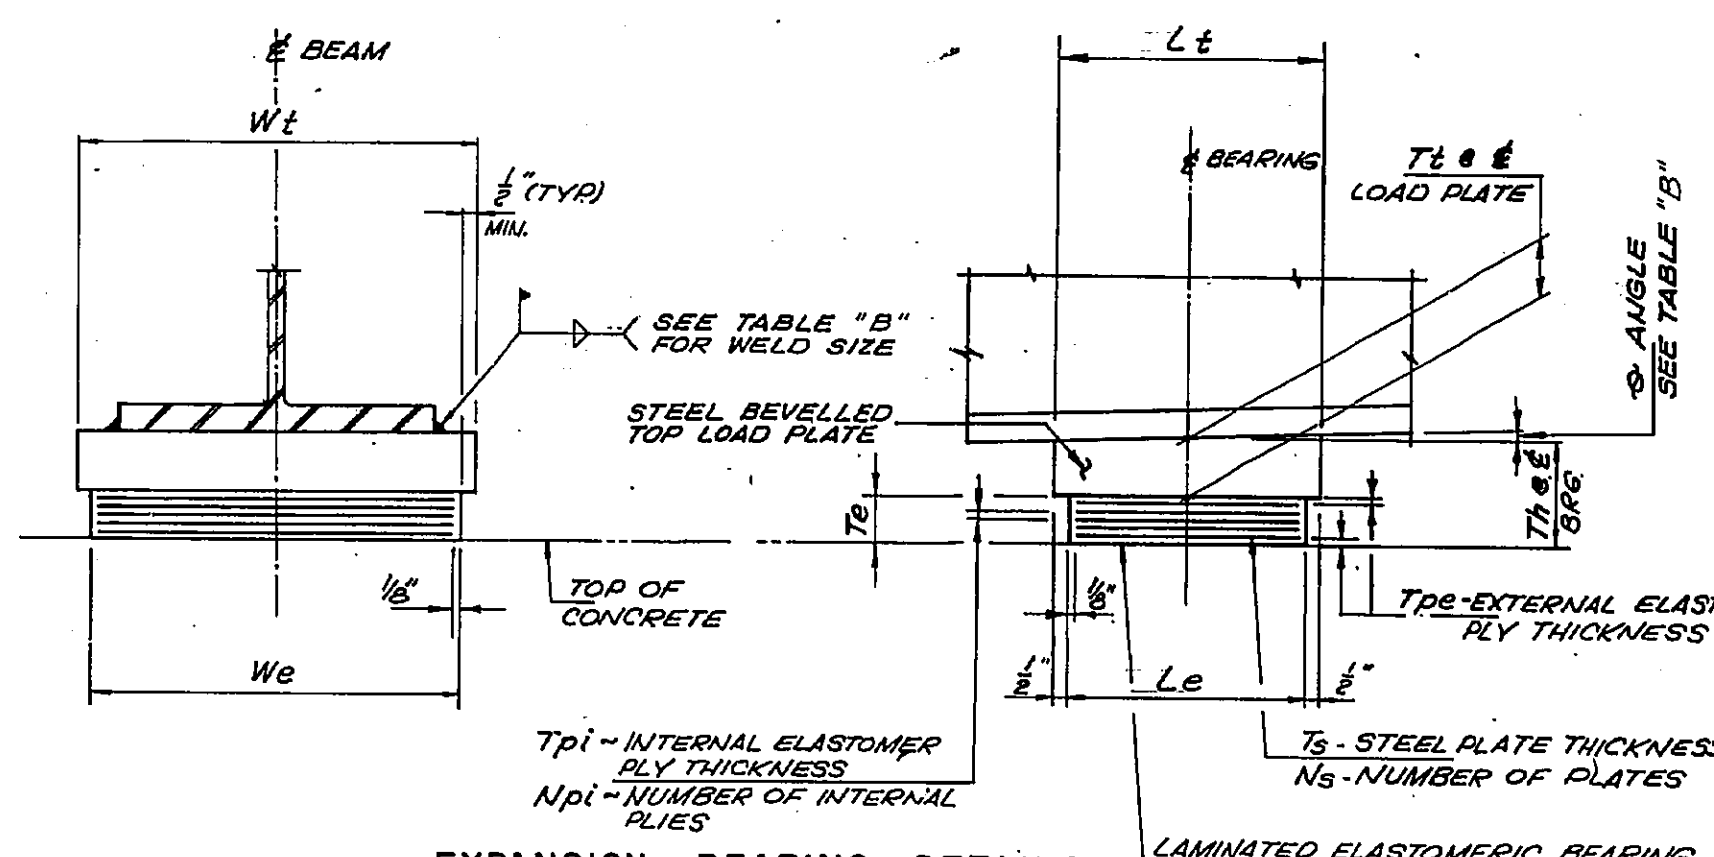 ℄ BEAM
Wt
1/2" (TYP.)
MIN.
SEE TABLE "B"
FOR WELD SIZE
STEEL BEVELLED
TOP LOAD PLATE
TOP OF
CONCRETE
1/8"
We
Lt
℄ BEARING
Tt @ ℄
LOAD PLATE
ANGLE
SEE TABLE "B"
Th @ ℄
BRG.
Te
1/8"
1/2"
Le
1/2"
Tpe-EXTERNAL ELAST
PLY THICKNESS
Tpi ~ INTERNAL ELASTOMER
PLY THICKNESS
Npi ~ NUMBER OF INTERNAL
PLIES
Ts - STEEL PLATE THICKNESS
Ns - NUMBER OF PLATES
LAMINATED ELASTOMERIC BEARING
EXPANSION BEARING